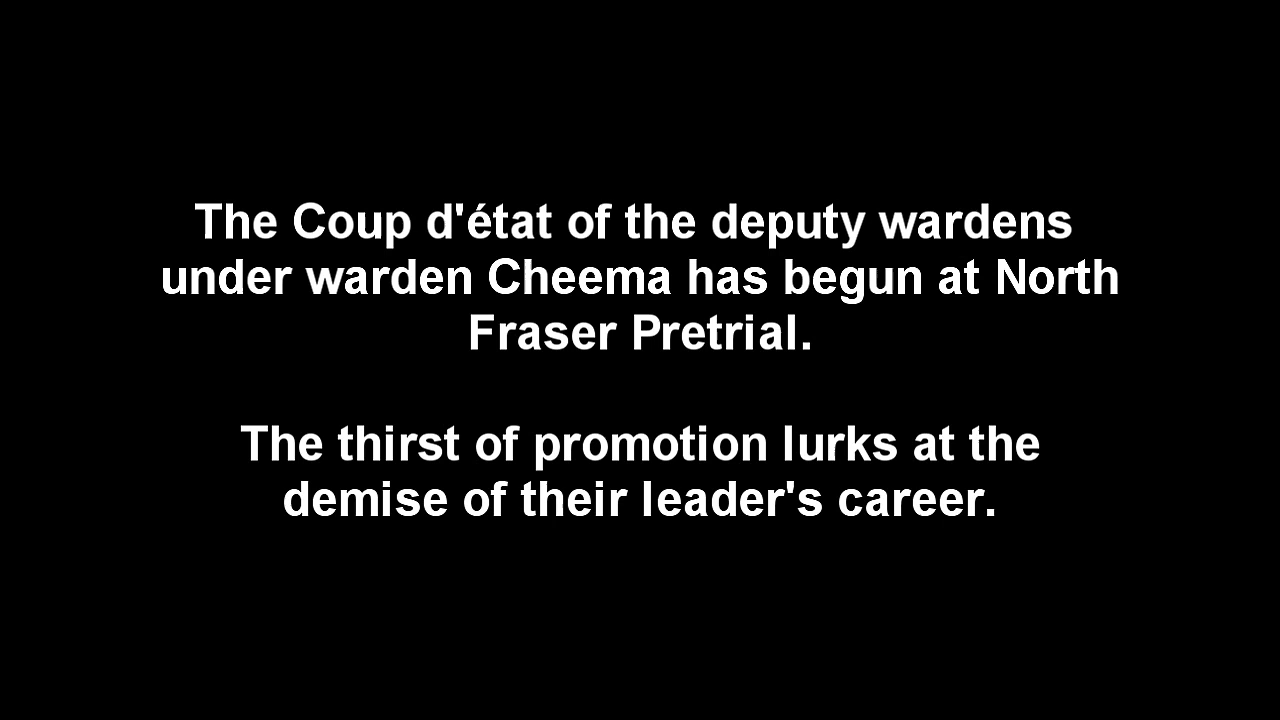 The Coup d'état of the deputy wardens
under warden Cheema has begun at North
Fraser Pretrial.
The thirst of promotion lurks at the
demise of their leader's career.